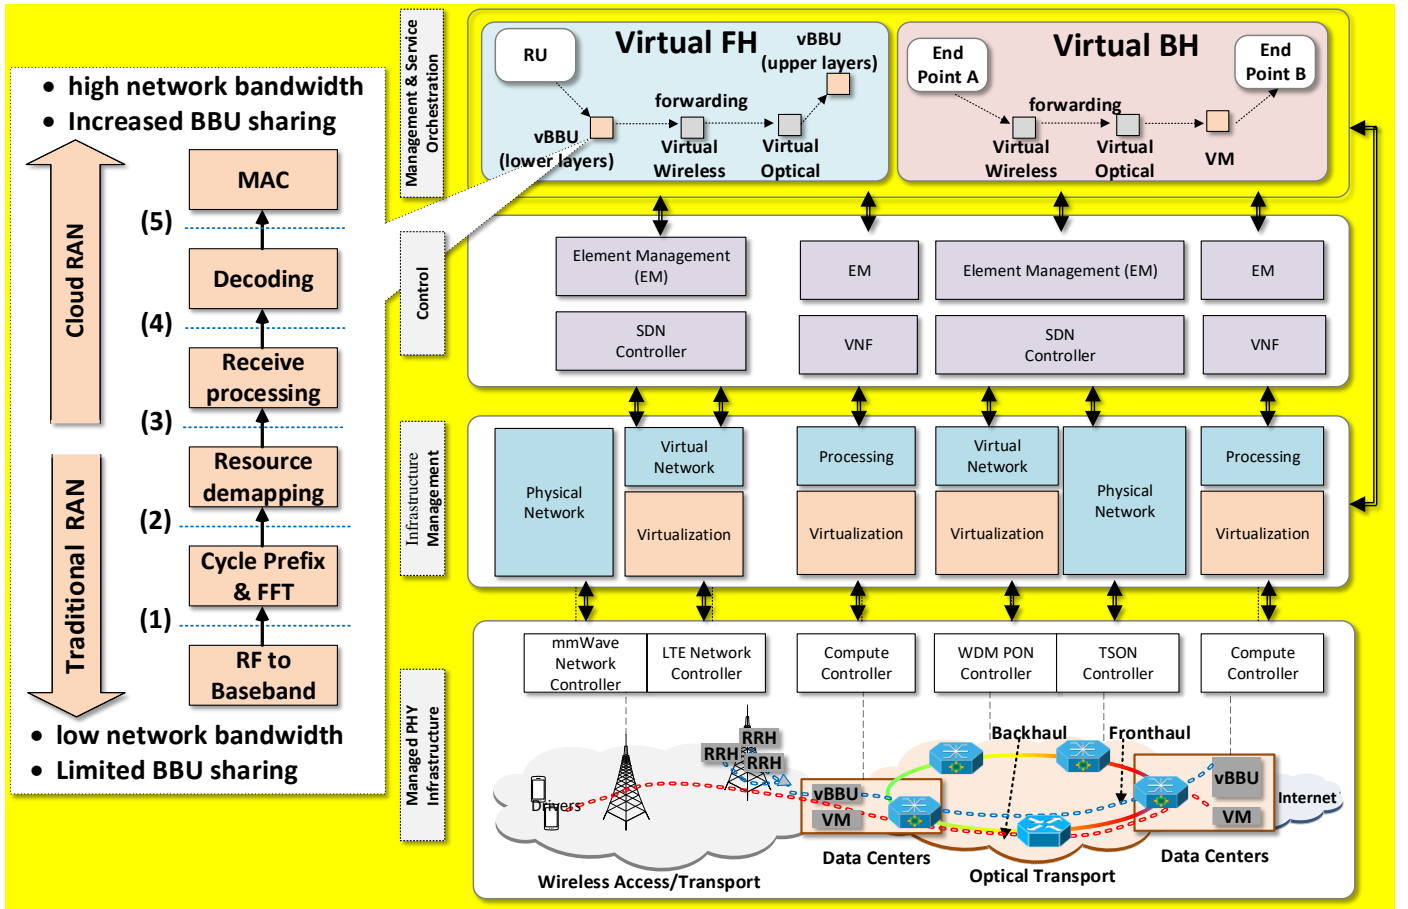 • high network bandwidth
• Increased BBU sharing
Cloud RAN
Traditional RAN
MAC
(5)
Decoding
(4)
Receive
processing
(3)
Resource
demapping
(2)
Cycle Prefix
& FFT
(1)
RF to
Baseband
• low network bandwidth
• Limited BBU sharing
Management & Service
Orchestration
Virtual FH
RU
vBBU
(lower layers)
forwarding
Virtual
Wireless
Virtual
Optical
vBBU
(upper layers)
Virtual BH
End
Point A
forwarding
Virtual
Wireless
Virtual
Optical
VM
End
Point B
Control
Element Management
(EM)
EM
Element Management (EM)
EM
SDN
Controller
VNF
SDN
Controller
VNF
Infrastructure
Management
Physical
Network
Virtual
Network
Virtualization
Processing
Virtualization
Virtual
Network
Virtualization
Physical
Network
Processing
Virtualization
Managed PHY
Infrastructure
mmWave
Network
Controller
LTE Network
Controller
Compute
Controller
WDM PON
Controller
TSON
Controller
Compute
Controller
RRH
RRH
RRH
Backhaul
Fronthaul
Drivers
vBBU
VM
vBBU
VM
Internet
Data Centers
Data Centers
Wireless Access/Transport
Optical Transport